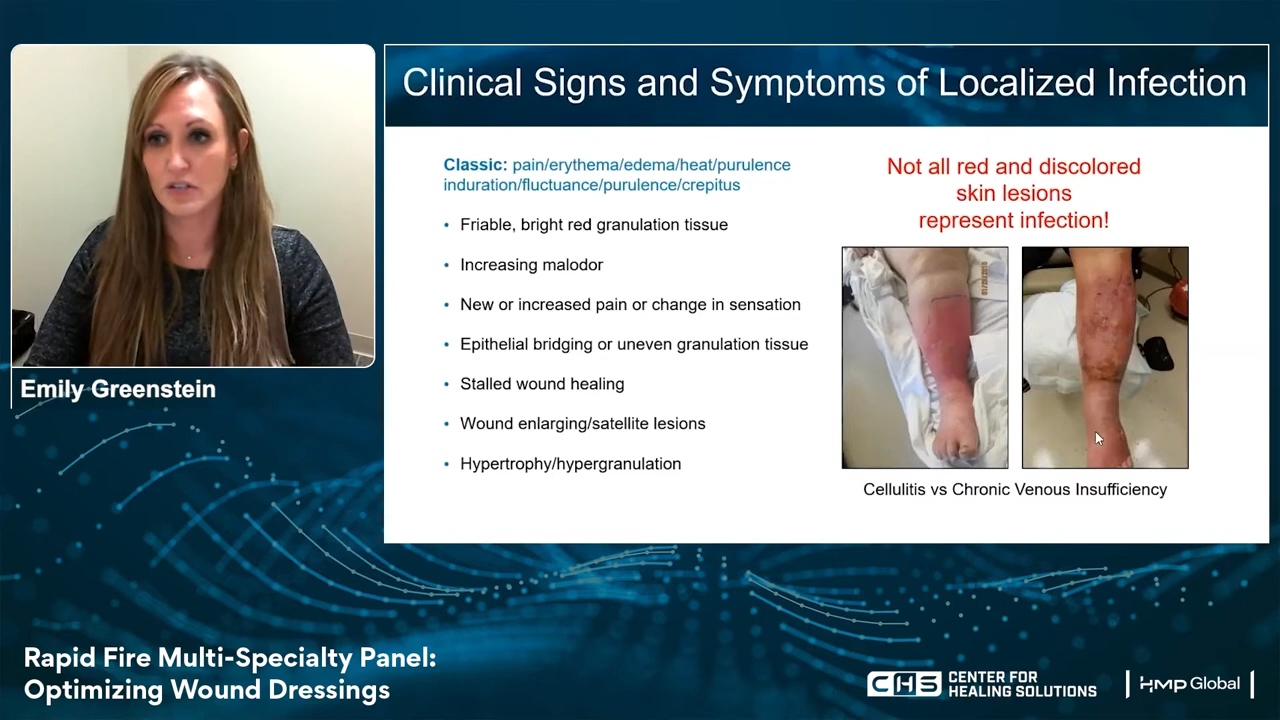 Clinical Signs and Symptoms of Localized Infection
Classic: pain/erythema/edema/heat/purulence
induration/fluctuance/purulence/crepitus
• Friable, bright red granulation tissue
• Increasing malodor
• New or increased pain or change in sensation
• Epithelial bridging or uneven granulation tissue
• Stalled wound healing
• Wound enlarging/satellite lesions
• Hypertrophy/hypergranulation
Not all red and discolored
skin lesions
represent infection!
Cellulitis vs Chronic Venous Insufficiency
Emily Greenstein
Rapid Fire Multi-Specialty Panel:
Optimizing Wound Dressings
CHS
CENTER FOR
HEALING SOLUTIONS
HMP Global